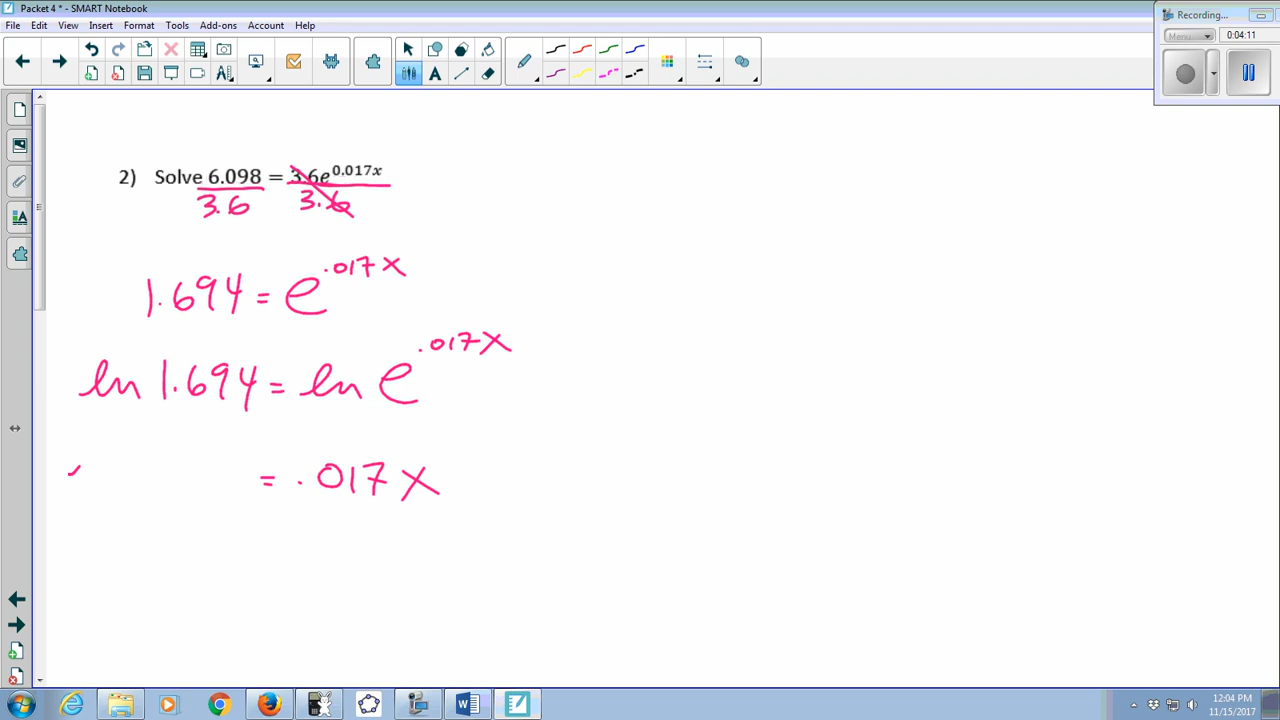 Packet 4 * - SMART Notebook
File Edit View Insert Format Tools Add-ons Account Help
Recording...
Menu
0:04:11
2) Solve 6.098 = 3.6e^0.017x
3.6 3.6
1.694 = e^.017x
ln 1.694 = ln e^.017x
= .017x
12:04 PM
11/15/2017